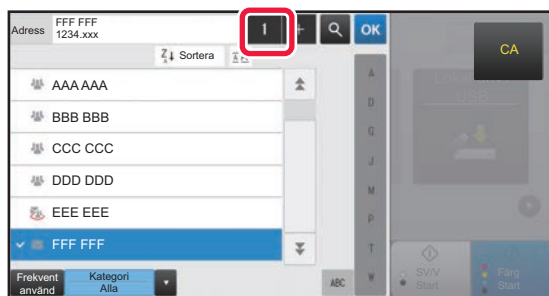 Adress
FFF FFF
1234.xxx
1
+
OK
CA
Sortera
AAA AAA
BBB BBB
CCC CCC
DDD DDD
EEE EEE
FFF FFF
A
D
G
J
M
P
T
W
USB
Frekvent
använd
Kategori
Alla
ABC
SV/V
Start
Färg
Start